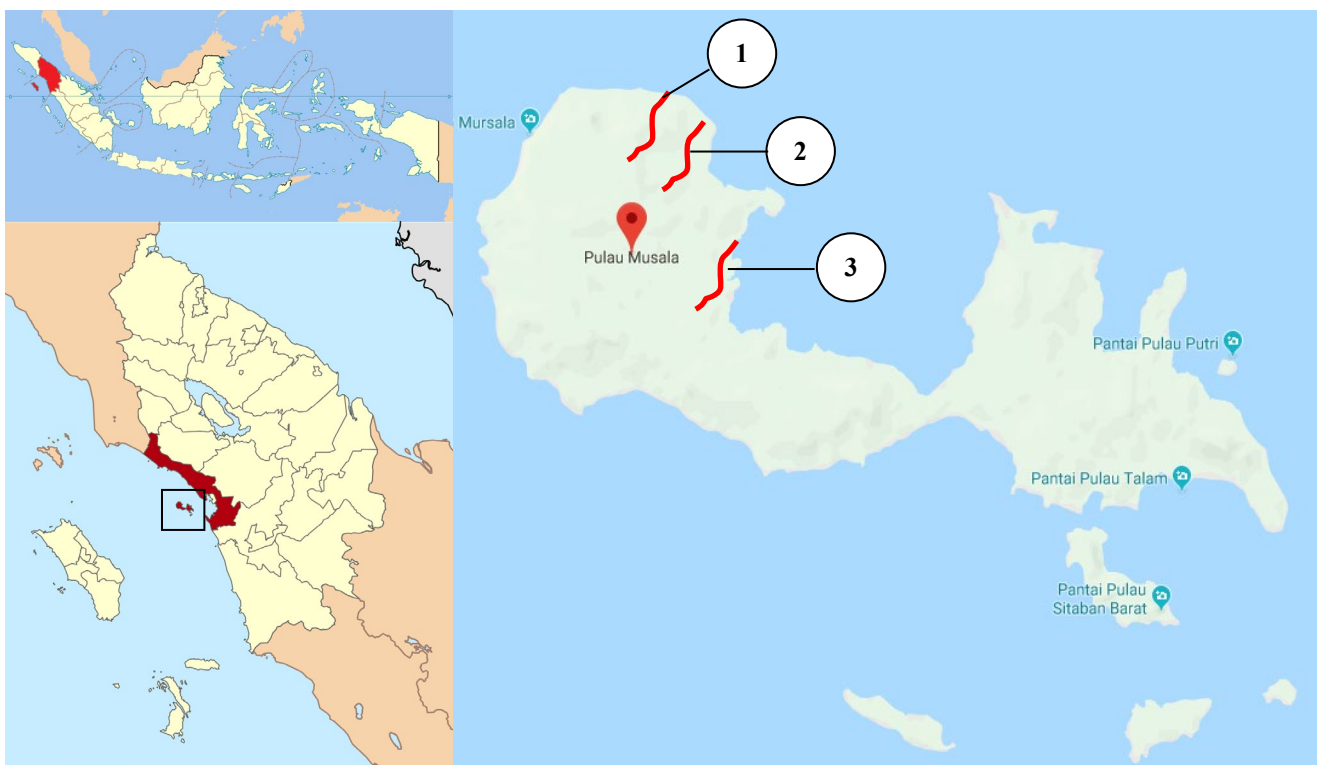 1
Mursala
2
Pulau Musala
3
Pantai Pulau Putri
Pantai Pulau Talam
Pantai Pulau
Sitaban Barat